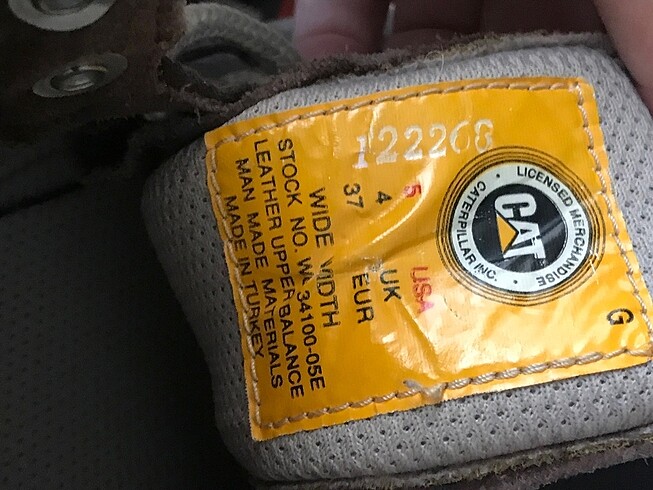 122268
5 USA
4 UK
37 EUR
WIDE WIDTH
STOCK NO. WL 34100-05E
LEATHER UPPER BALANCE
MAN MADE MATERIALS
MADE IN TURKEY
LICENSED MERCHANDISE
CAT
CATERPILLAR INC.
G